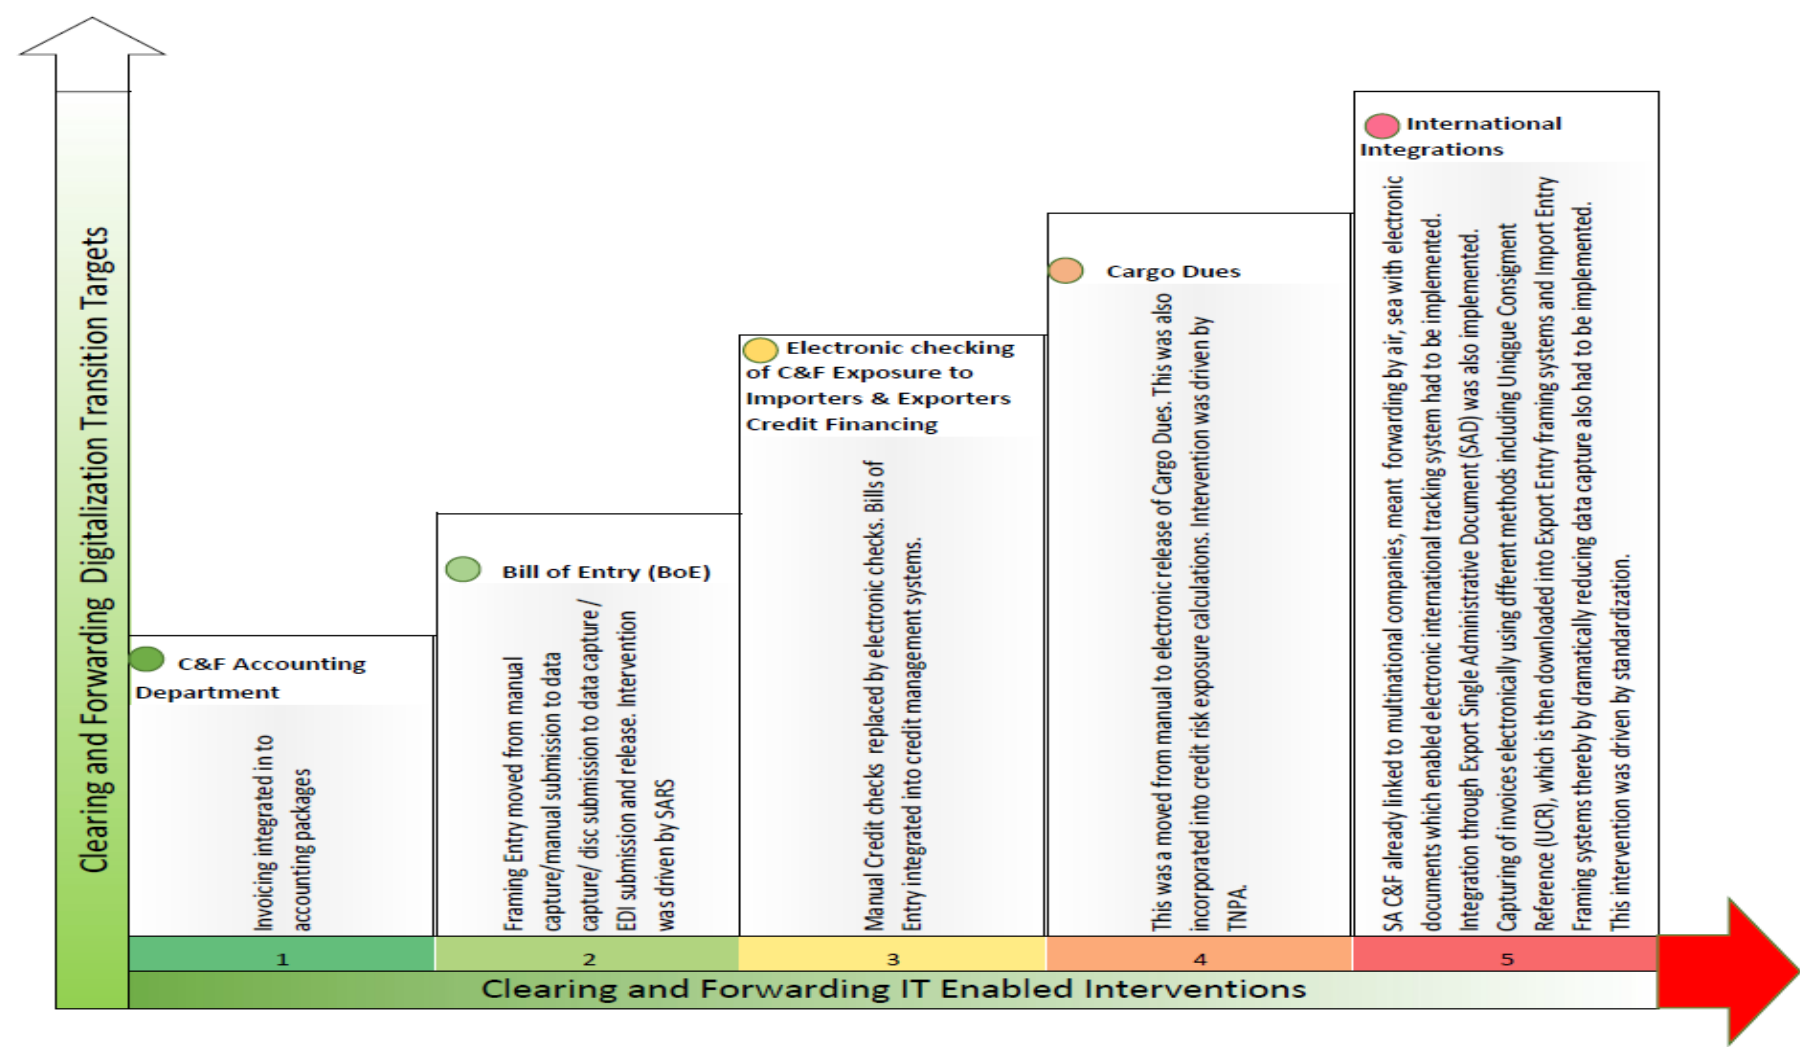 Clearing and Forwarding  Digitalization Transition Targets
C&F Accounting
Department
Invoicing integrated in to
accounting packages
Bill of Entry (BoE)
Framing Entry moved from manual
capture/manual submission to data
capture/ disc submission to data capture /
EDI submission and release. Intervention
was driven by SARS
Electronic checking
of C&F Exposure to
Importers & Exporters
Credit Financing
Manual Credit checks  replaced by electronic checks. Bills of
Entry integrated into credit management systems.
Cargo Dues
This was a moved from manual to electronic release of Cargo Dues. This was also
incorporated into credit risk exposure calculations. Intervention was driven by
TNPA.
International
Integrations
SA C&F already linked to multinational companies, meant  forwarding by air, sea with electronic
documents which enabled electronic international tracking system had to be implemented.
Integration through Export Single Administrative Document (SAD) was also implemented.
Capturing of invoices electronically using dfferent methods including Uniqgue Consigment
Reference (UCR), which is then downloaded into Export Entry framing systems and Import Entry
Framing systems thereby by dramatically reducing data capture also had to be implemented.
This intervention was driven by standardization.
1
2
3
4
5
Clearing and Forwarding IT Enabled Interventions